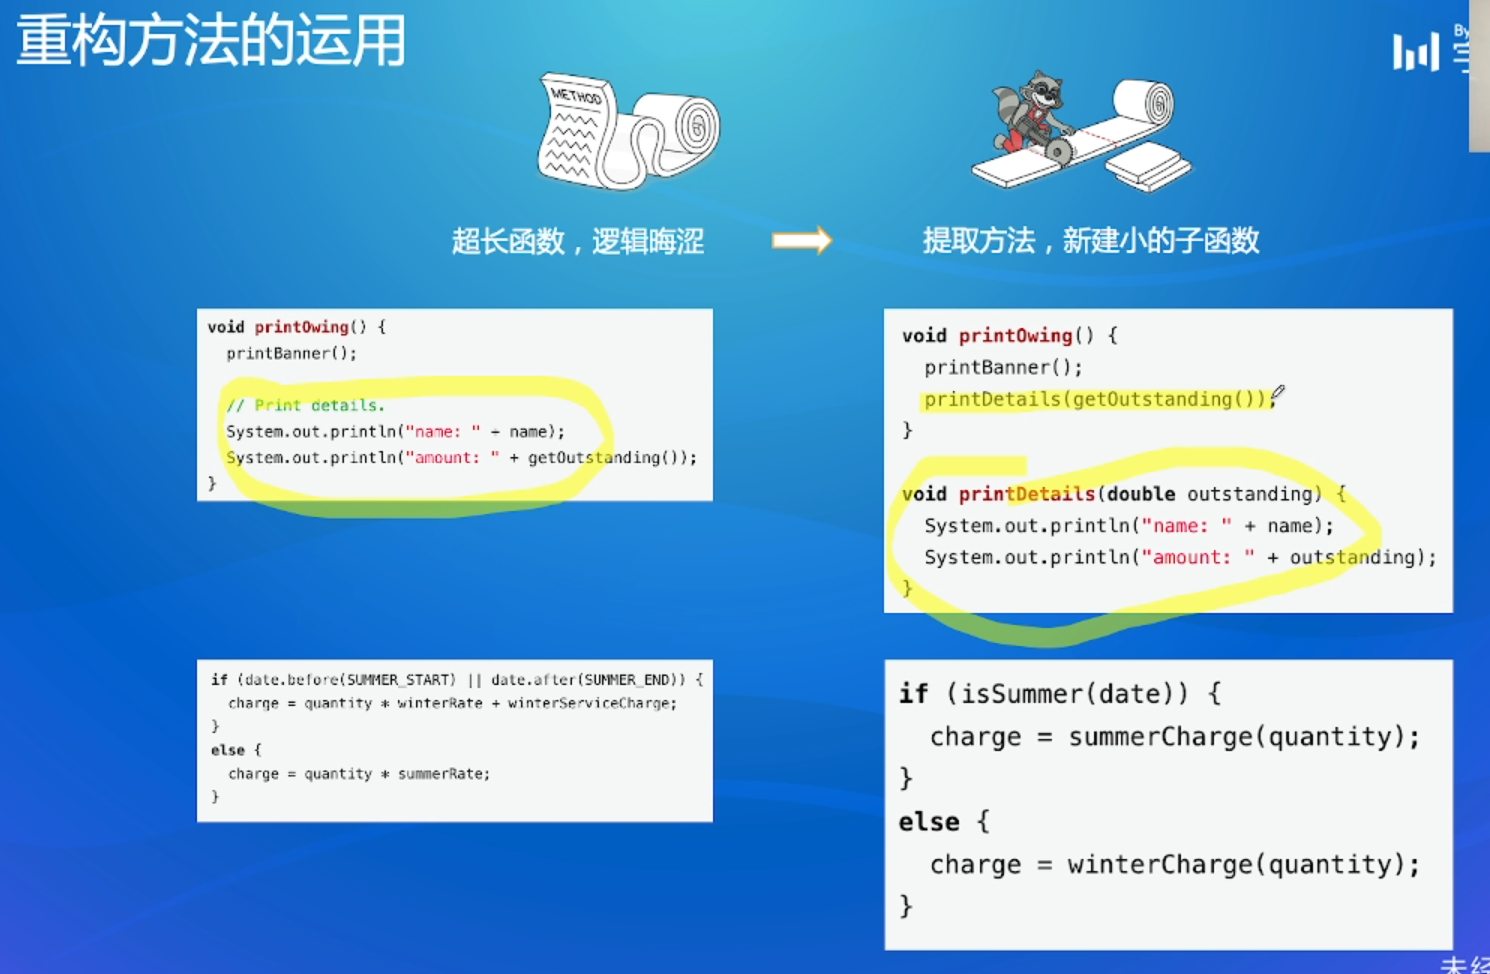 重构方法的运用
By
METHOD
超长函数，逻辑晦涩
提取方法，新建小的子函数
void printOwing() {
printBanner();
// Print details.
System.out.println("name: " + name);
System.out.println("amount: " + getOutstanding());
}
void printOwing() {
printBanner();
printDetails(getOutstanding());
}
void printDetails(double outstanding) {
System.out.println("name: " + name);
System.out.println("amount: " + outstanding);
}
if (date.before(SUMMER_START) || date.after(SUMMER_END)) {
charge = quantity * winterRate + winterServiceCharge;
}
else {
charge = quantity * summerRate;
}
if (isSummer(date)) {
charge = summerCharge(quantity);
}
else {
charge = winterCharge(quantity);
}
未经